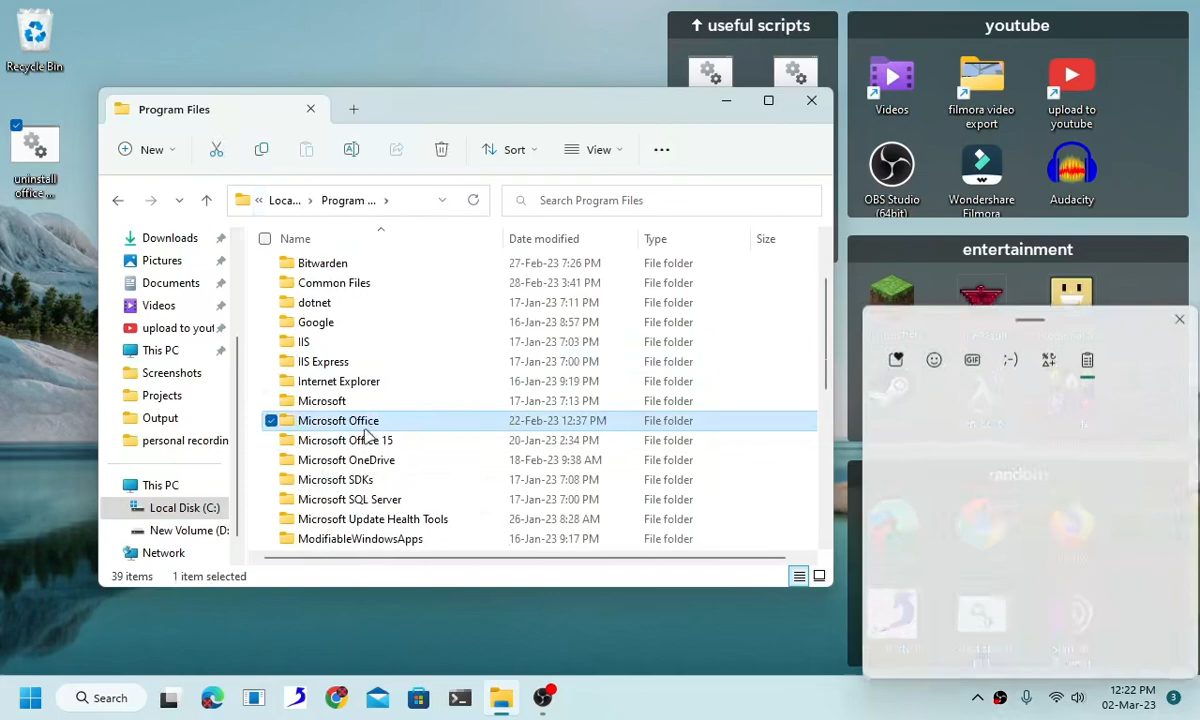 Recycle Bin
uninstall
office ...
↑ useful scripts
youtube
Videos
filmora video
export
upload to
youtube
OBS Studio
(64bit)
Wondershare
Filmora
Audacity
entertainment
random
Program Files
New
Sort
View
Loca...
Program ...
Search Program Files
Downloads
Pictures
Documents
Videos
upload to yout
This PC
Screenshots
Projects
Output
personal recordin
This PC
Local Disk (C:)
New Volume (D:
Network
Name Date modified Type Size
Bitwarden 27-Feb-23 7:26 PM File folder
Common Files 28-Feb-23 3:41 PM File folder
dotnet 17-Jan-23 7:11 PM File folder
Google 16-Jan-23 8:57 PM File folder
IIS 17-Jan-23 7:03 PM File folder
IIS Express 17-Jan-23 7:00 PM File folder
Internet Explorer 16-Jan-23 9:19 PM File folder
Microsoft 17-Jan-23 7:13 PM File folder
Microsoft Office 22-Feb-23 12:37 PM File folder
Microsoft Office 15 20-Jan-23 2:34 PM File folder
Microsoft OneDrive 18-Feb-23 9:38 AM File folder
Microsoft SDKs 17-Jan-23 7:08 PM File folder
Microsoft SQL Server 17-Jan-23 7:00 PM File folder
Microsoft Update Health Tools 26-Jan-23 8:28 AM File folder
ModifiableWindowsApps 16-Jan-23 9:17 PM File folder
39 items 1 item selected
GIF
;-)
Search
12:22 PM
02-Mar-23
3